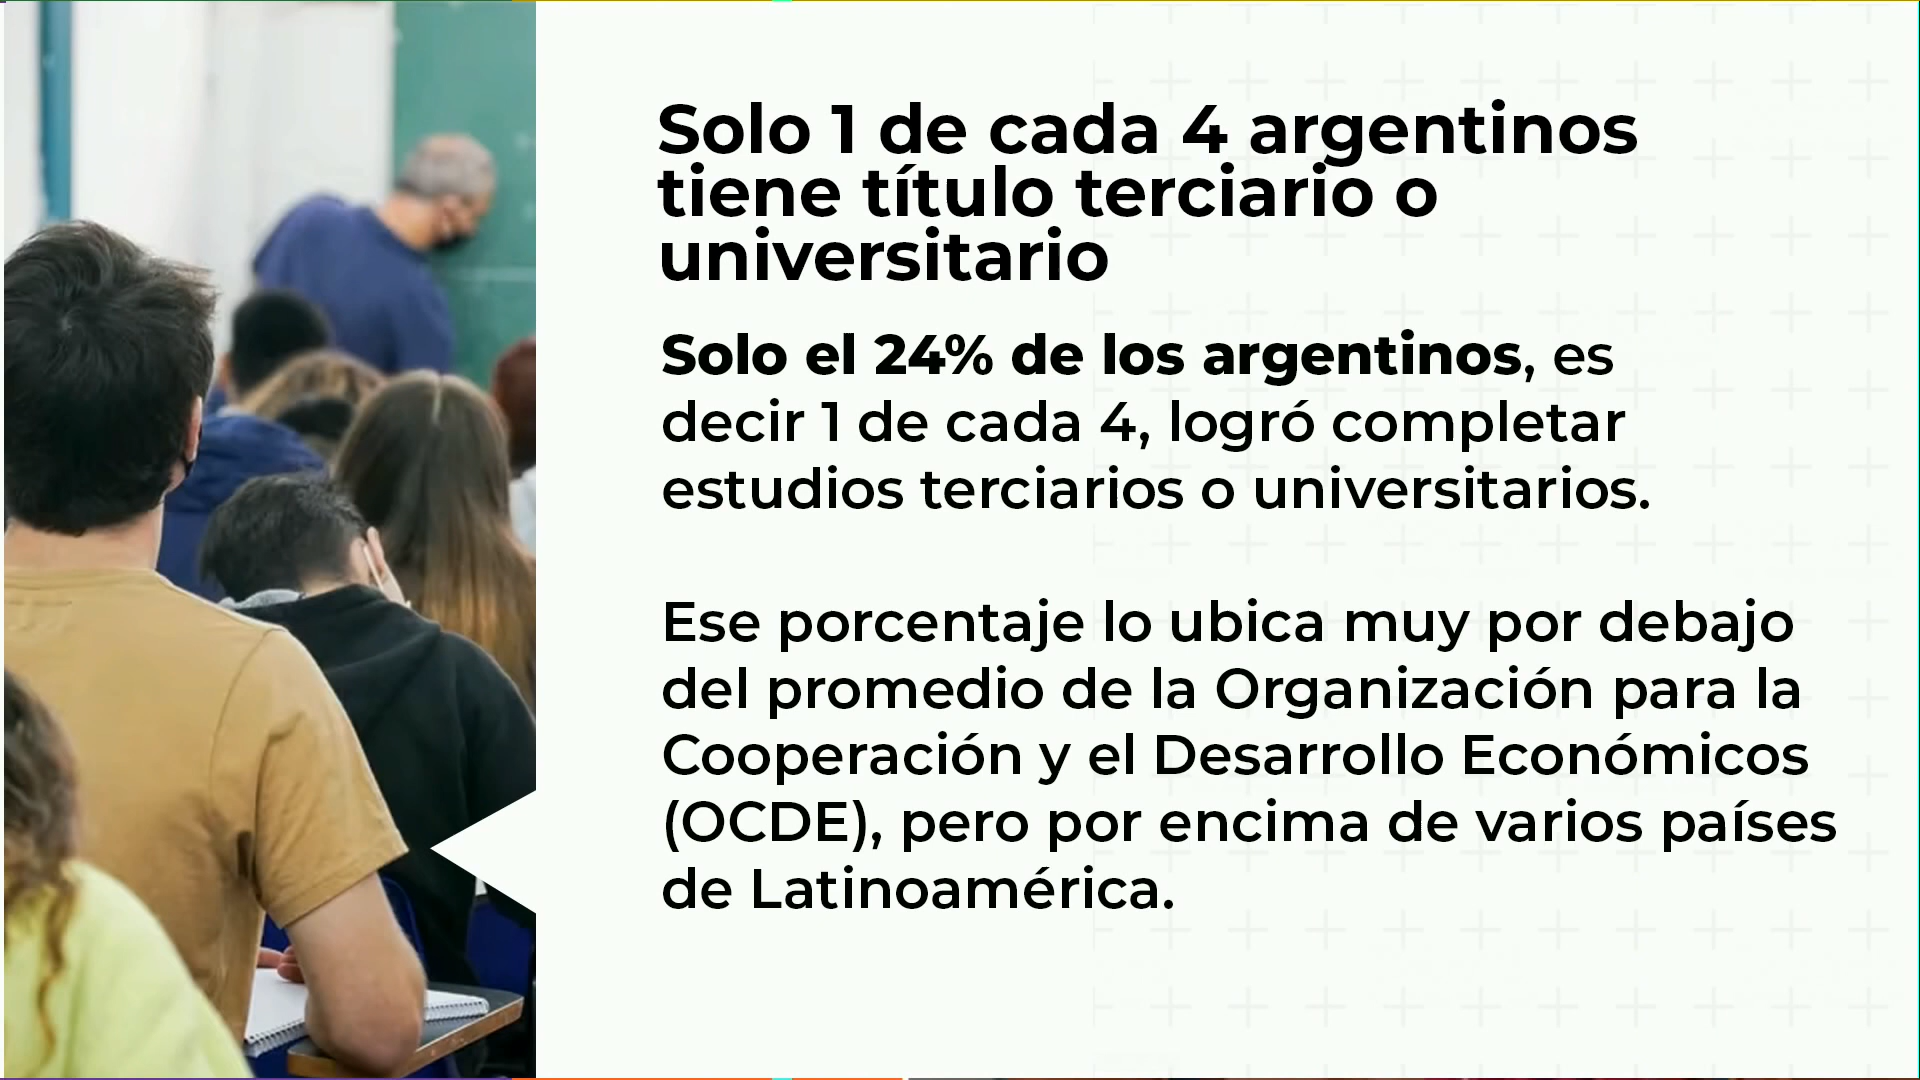 Solo 1 de cada 4 argentinos
tiene título terciario o
universitario
Solo el 24% de los argentinos, es
decir 1 de cada 4, logró completar
estudios terciarios o universitarios.
Ese porcentaje lo ubica muy por debajo
del promedio de la Organización para la
Cooperación y el Desarrollo Económicos
(OCDE), pero por encima de varios países
de Latinoamérica.